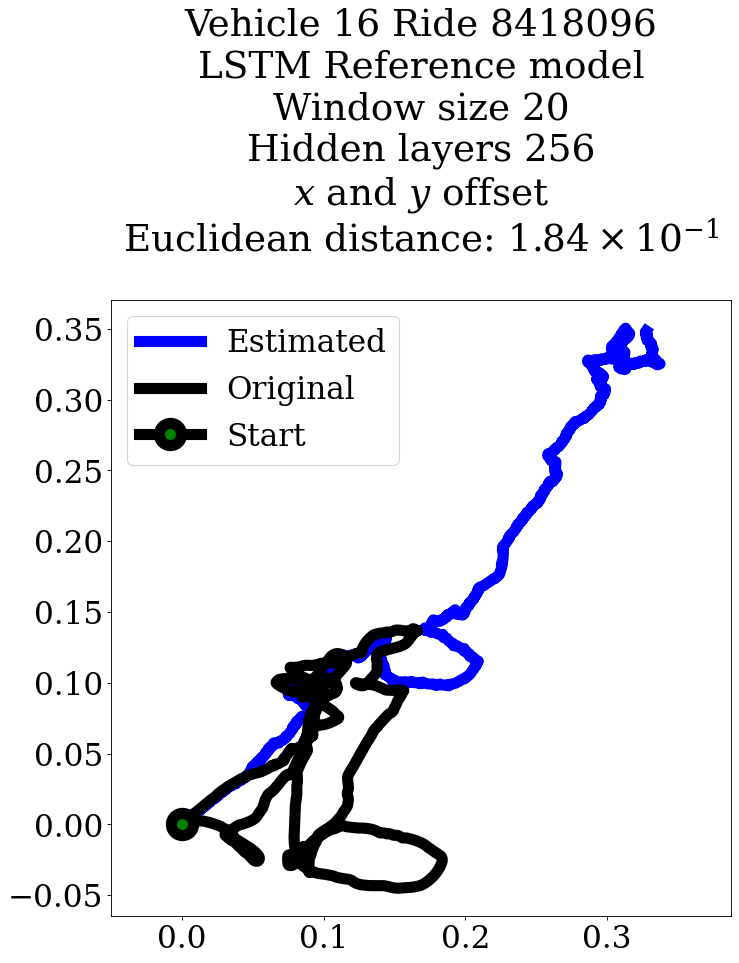 Vehicle 16 Ride 8418096
LSTM Reference model
Window size 20
Hidden layers 256
x and y offset
Euclidean distance: 1.84 × 10⁻¹
Estimated
Original
Start
0.35
0.30
0.25
0.20
0.15
0.10
0.05
0.00
−0.05
0.0 0.1 0.2 0.3